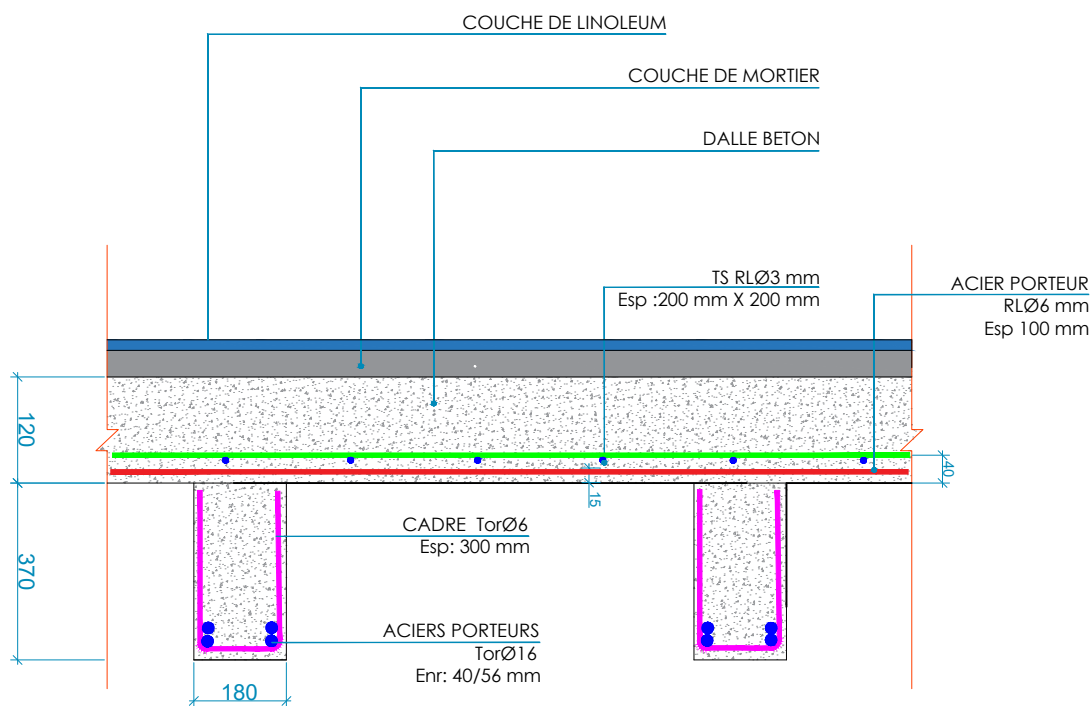 COUCHE DE LINOLEUM
COUCHE DE MORTIER
DALLE BETON
TS RLØ3 mm
Esp :200 mm X 200 mm
ACIER PORTEUR
RLØ6 mm
Esp 100 mm
120
40
15
370
CADRE TorØ6
Esp: 300 mm
ACIERS PORTEURS
TorØ16
Enr: 40/56 mm
180